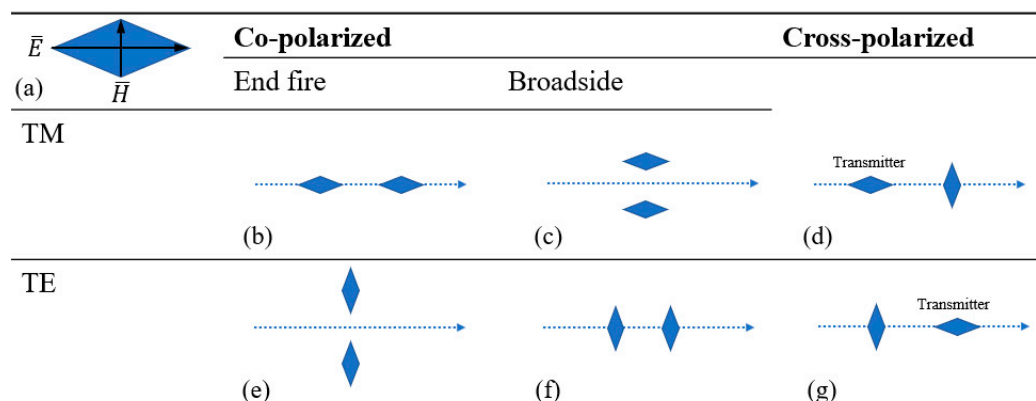 Ē
H̄
(a)
Co-polarized
Cross-polarized
End fire
Broadside
TM
Transmitter
(b)
(c)
(d)
TE
Transmitter
(e)
(f)
(g)